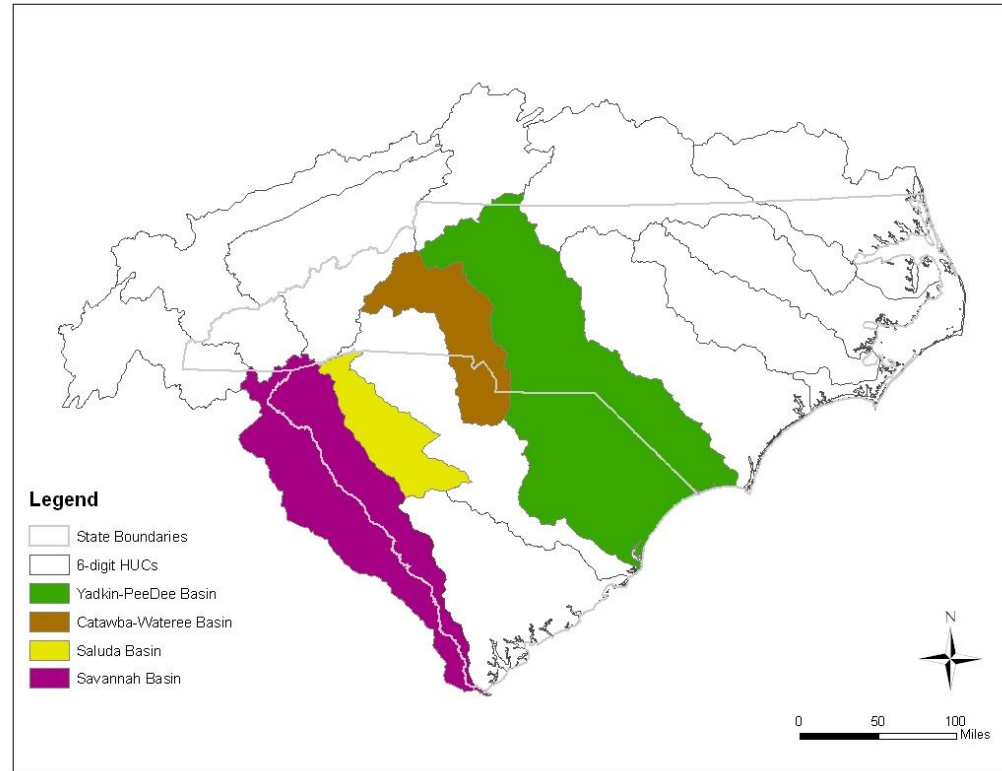 Legend
State Boundaries
6-digit HUCs
Yadkin-PeeDee Basin
Catawba-Wateree Basin
Saluda Basin
Savannah Basin
N
0 50 100
Miles